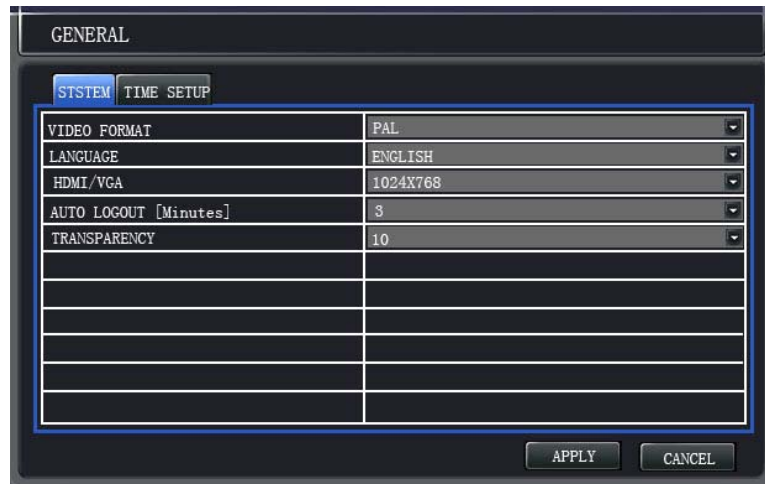 GENERAL
STSTEM TIME SETUP
VIDEO FORMAT PAL
LANGUAGE ENGLISH
HDMI/VGA 1024X768
AUTO LOGOUT [Minutes] 3
TRANSPARENCY 10
APPLY CANCEL